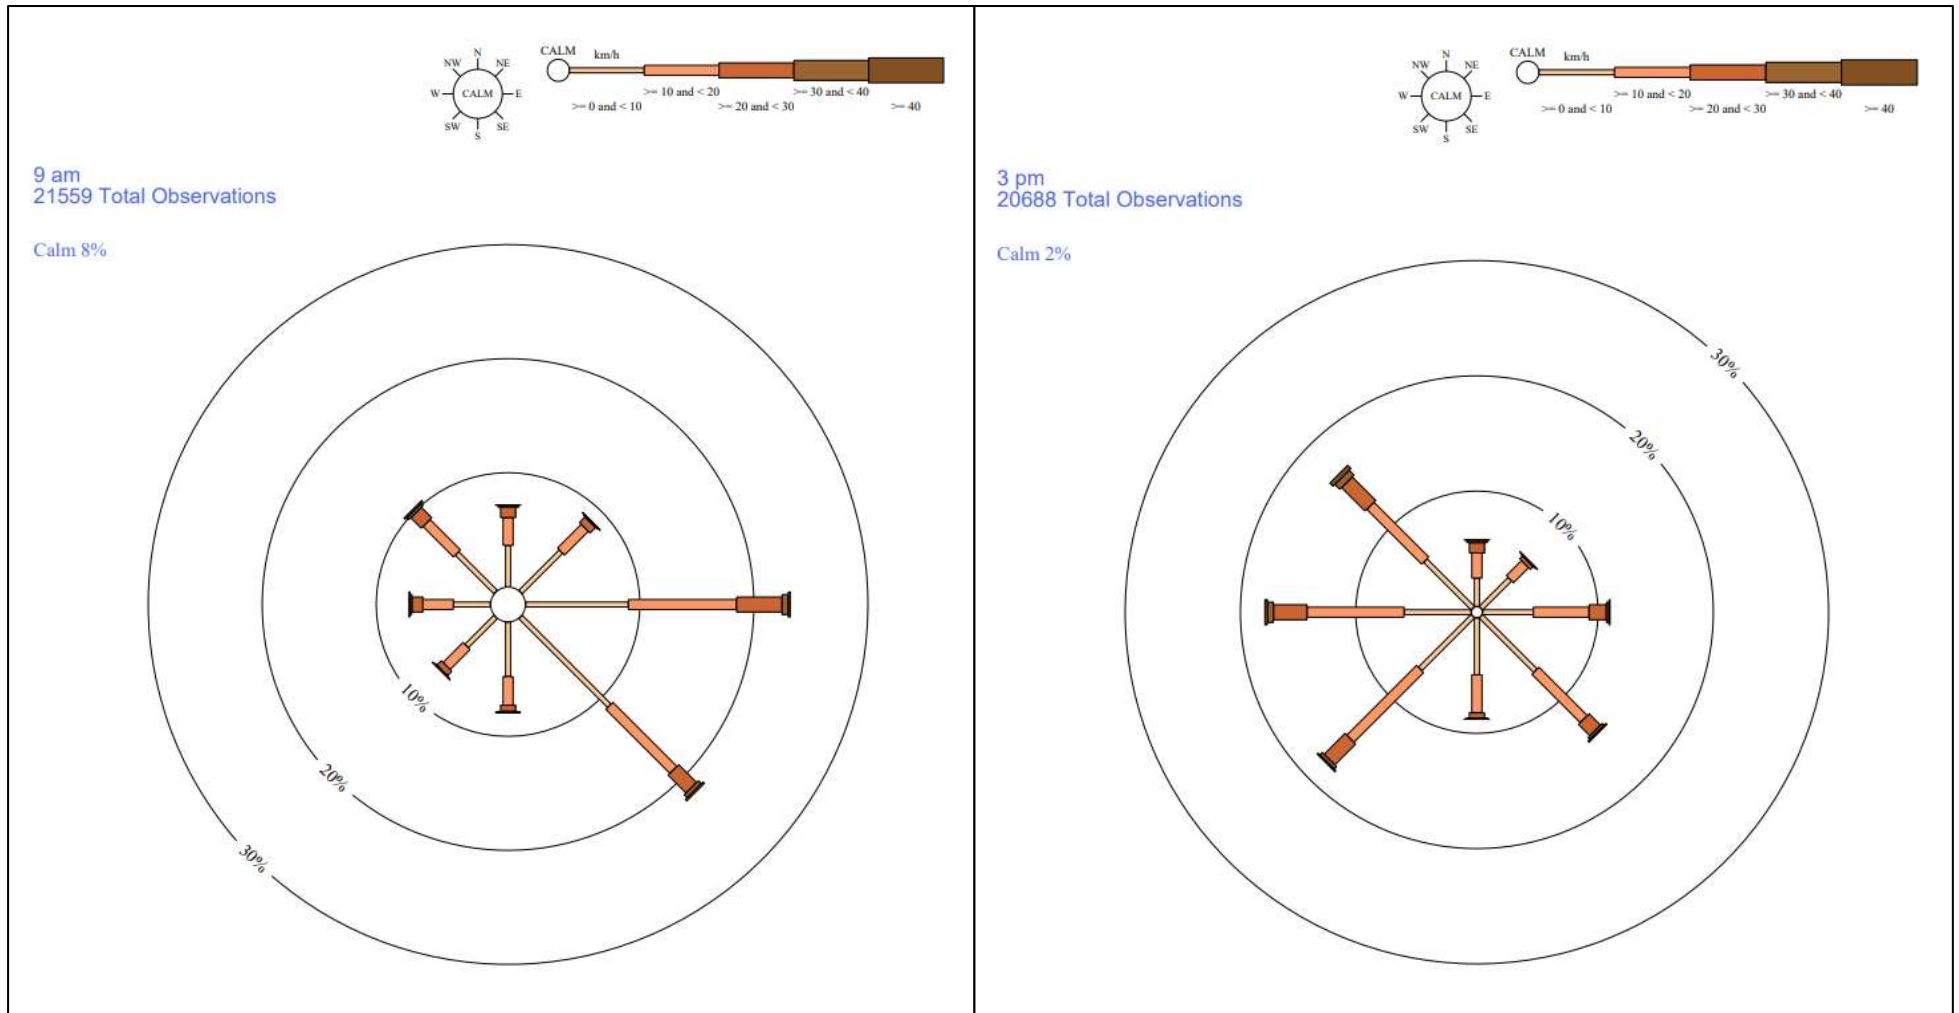 N
NW NE
W CALM E
SW SE
S
CALM km/h
>= 10 and < 20 >= 30 and < 40
>= 0 and < 10 >= 20 and < 30 >= 40
9 am
21559 Total Observations
Calm 8%
10%
20%
30%
N
NW NE
W CALM E
SW SE
S
CALM km/h
>= 10 and < 20 >= 30 and < 40
>= 0 and < 10 >= 20 and < 30 >= 40
3 pm
20688 Total Observations
Calm 2%
30%
20%
10%